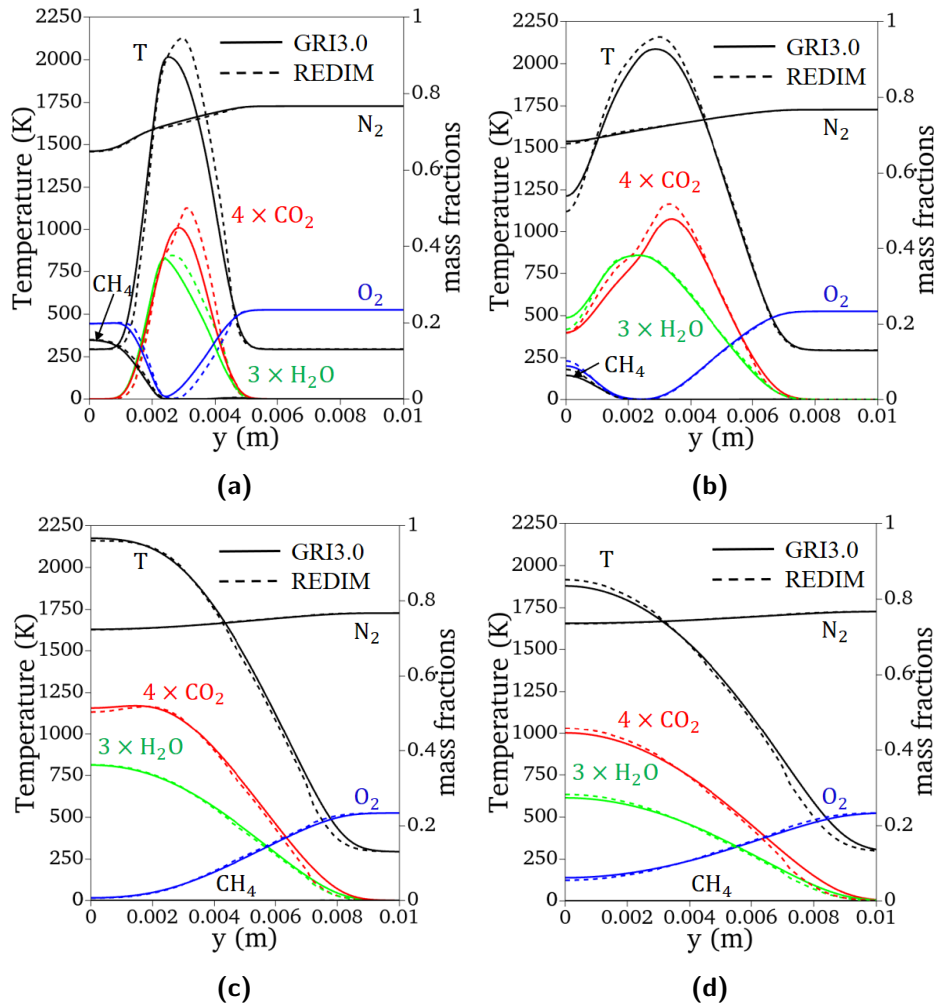 2250
2000
1750
1500
1250
1000
750
500
250
0
Temperature (K)
T
GRI3.0
REDIM
N₂
4 × CO₂
CH₄
O₂
3 × H₂O
1
0.8
0.6
0.4
0.2
0
mass fractions
0 0.002 0.004 0.006 0.008 0.01
y (m)
(a)
2250
2000
1750
1500
1250
1000
750
500
250
0
Temperature (K)
T
GRI3.0
REDIM
N₂
4 × CO₂
O₂
3 × H₂O
CH₄
1
0.8
0.6
0.4
0.2
0
mass fractions
0 0.002 0.004 0.006 0.008 0.01
y (m)
(b)
2250
2000
1750
1500
1250
1000
750
500
250
0
Temperature (K)
T
GRI3.0
REDIM
N₂
4 × CO₂
3 × H₂O
O₂
CH₄
1
0.8
0.6
0.4
0.2
0
mass fractions
0 0.002 0.004 0.006 0.008 0.01
y (m)
(c)
2250
2000
1750
1500
1250
1000
750
500
250
0
Temperature (K)
T
GRI3.0
REDIM
N₂
4 × CO₂
3 × H₂O
O₂
CH₄
1
0.8
0.6
0.4
0.2
0
mass fractions
0 0.002 0.004 0.006 0.008 0.01
y (m)
(d)